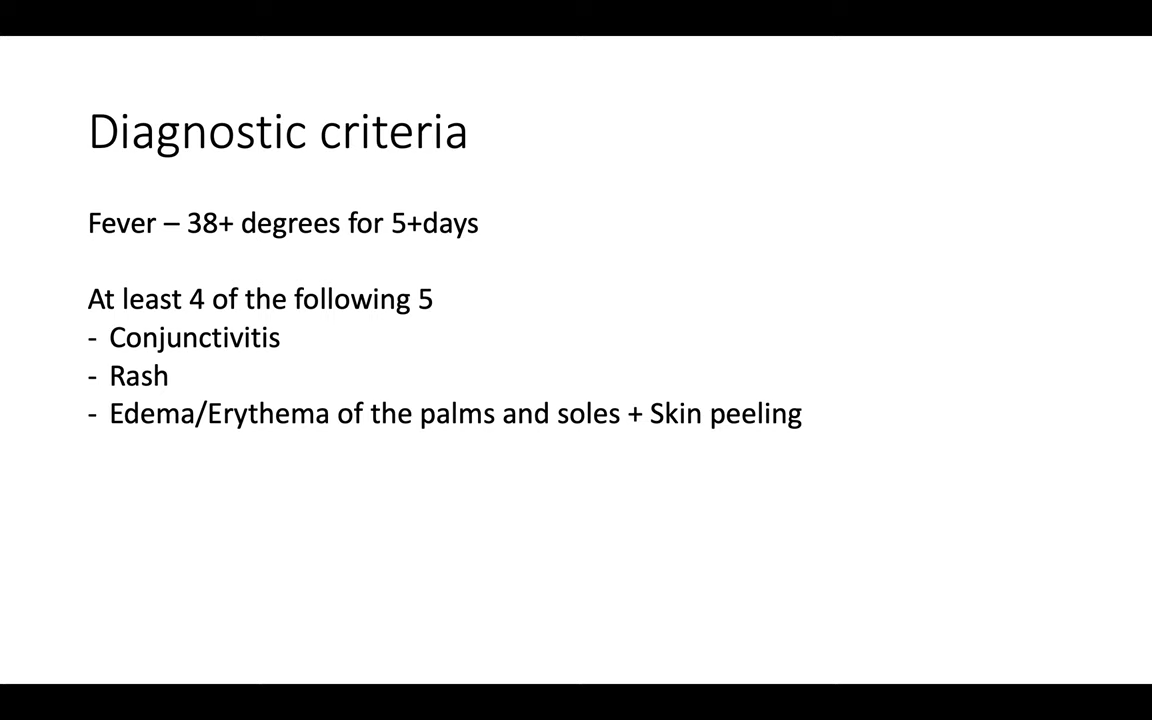 Diagnostic criteria
Fever – 38+ degrees for 5+days
At least 4 of the following 5
- Conjunctivitis
- Rash
- Edema/Erythema of the palms and soles + Skin peeling